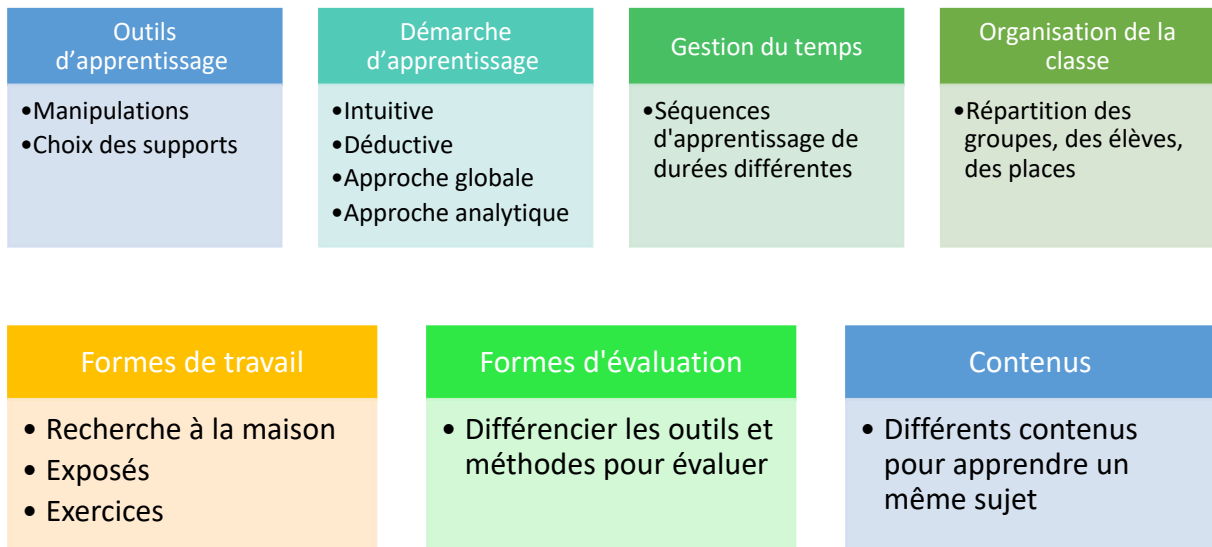 Outils
d'apprentissage
•Manipulations
•Choix des supports
Démarche
d'apprentissage
•Intuitive
•Déductive
•Approche globale
•Approche analytique
Gestion du temps
•Séquences
d'apprentissage de
durées différentes
Organisation de la
classe
•Répartition des
groupes, des élèves,
des places
Formes de travail
• Recherche à la maison
• Exposés
• Exercices
Formes d'évaluation
• Différencier les outils et
méthodes pour évaluer
Contenus
• Différents contenus
pour apprendre un
même sujet